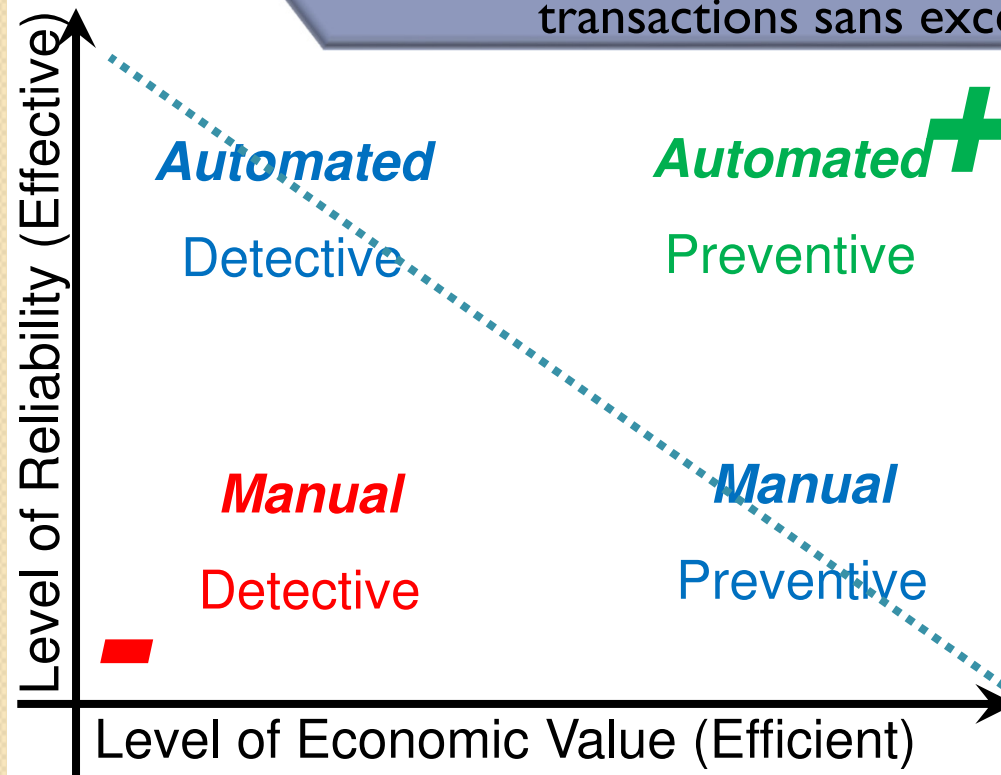 transactions sans
Level of Reliability (Effective)
Automated
Automated
Detective
Preventive
Manual
Manual
Detective
Preventive
Level of Economic Value (Efficient)